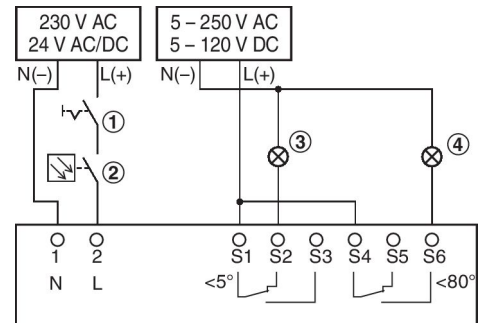 230 V AC
24 V AC/DC
5 – 250 V AC
5 – 120 V DC
N(–) L(+)
N(–) L(+)
1
2
3
4
1 2 S1 S2 S3 S4 S5 S6
N L <5° <80°